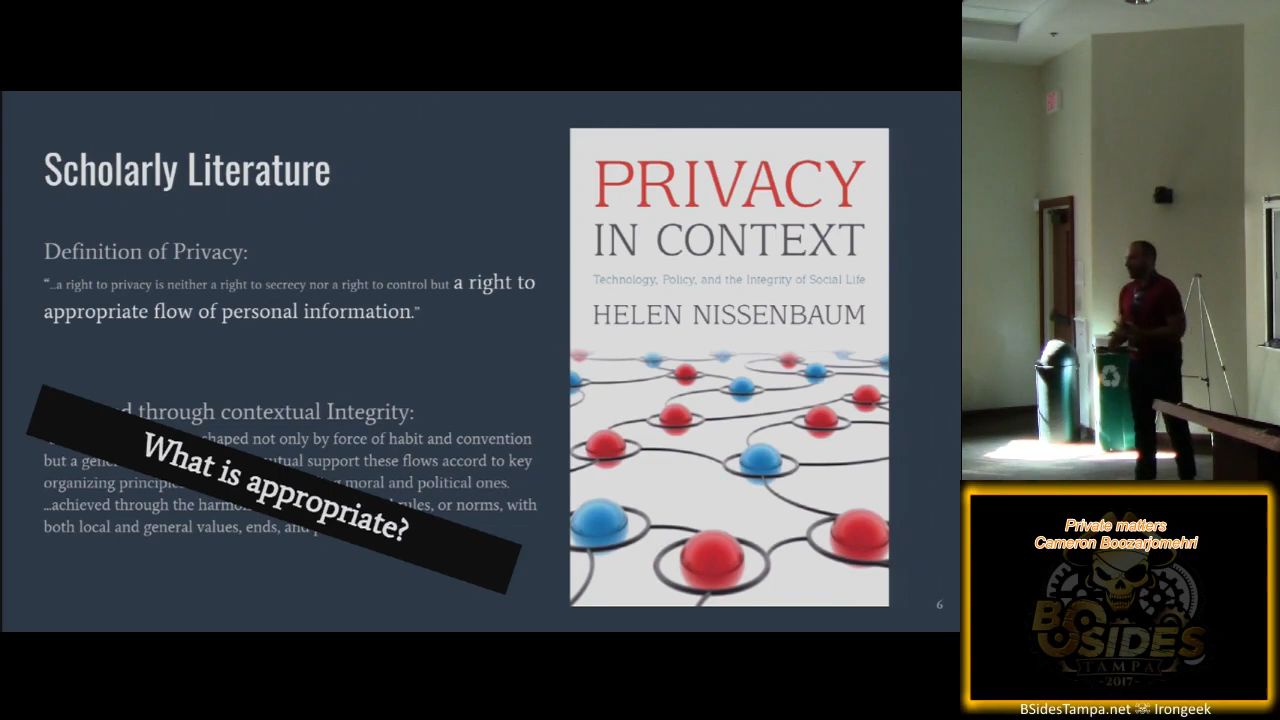 Scholarly Literature
Definition of Privacy:
“...a right to privacy is neither a right to secrecy nor a right to control but a right to
appropriate flow of personal information.”
d through contextual Integrity:
shaped not only by force of habit and convention
but a gene utual support these flows accord to key
organizing principl g moral and political ones.
...achieved through the harmo rules, or norms, with
both local and general values, ends, and p
What is appropriate?
PRIVACY
IN CONTEXT
Technology, Policy, and the Integrity of Social Life
HELEN NISSENBAUM
6
Private matters
Cameron Boozarjomehri
BSIDES
TAMPA
-2017-
BSidesTampa.net Irongeek